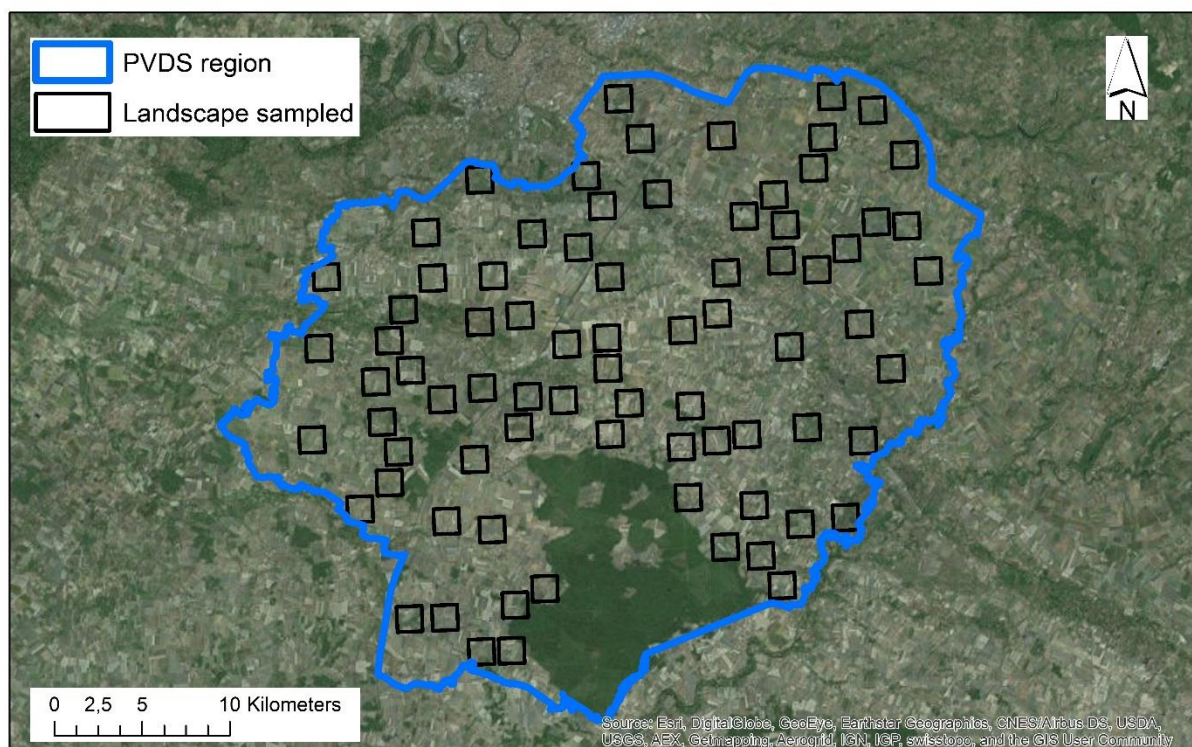 PVDS region
Landscape sampled
N
0 2,5 5 10 Kilometers
Source: Esri, DigitalGlobe, GeoEye, Earthstar Geographics, CNES/Airbus DS, USDA,
USGS, AEX, Getmapping, Aerogrid, IGN, IGP, swisstopo, and the GIS User Community